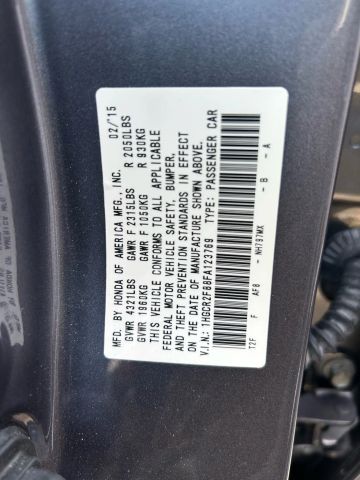 MFD. BY HONDA OF AMERICA MFG., INC. 02/15
GVWR 4321LBS GAWR F 2315LBS R 2050LBS
GVWR 1960KG GAWR F 1050KG R 930KG
THIS VEHICLE CONFORMS TO ALL APPLICABLE
FEDERAL MOTOR VEHICLE SAFETY, BUMPER,
AND THEFT PREVENTION STANDARDS IN EFFECT
ON THE DATE OF MANUFACTURE SHOWN ABOVE.
V.I.N.: 1HGCR2F88FA123769 TYPE: PASSENGER CAR
T2F F AF8 - NH797MX - B - A